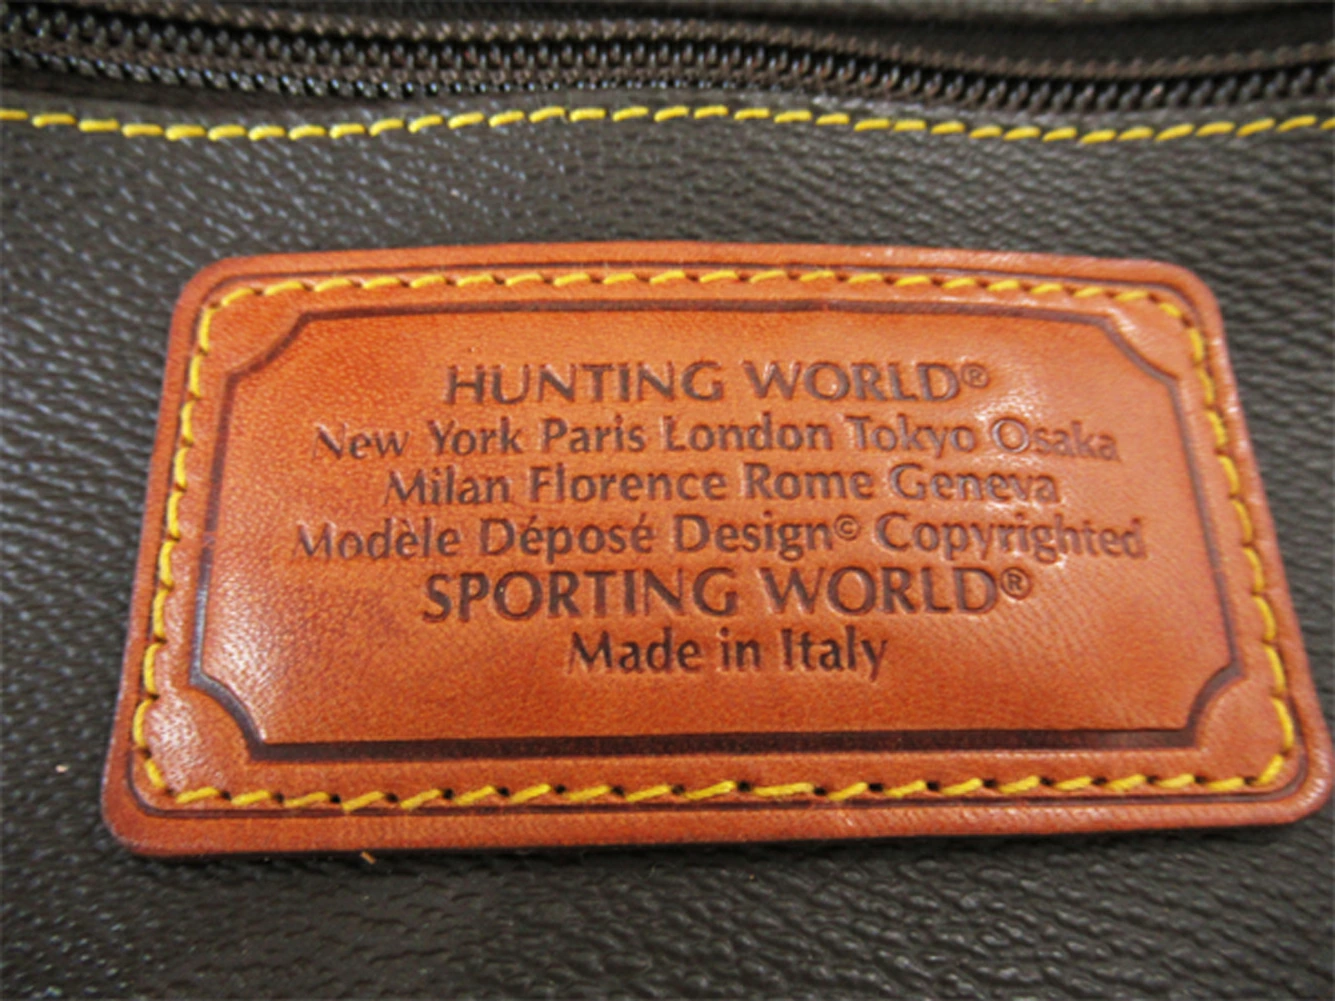 HUNTING WORLD®
New York Paris London Tokyo Osaka
Milan Florence Rome Geneva
Modèle Déposé Design© Copyrighted
SPORTING WORLD®
Made in Italy